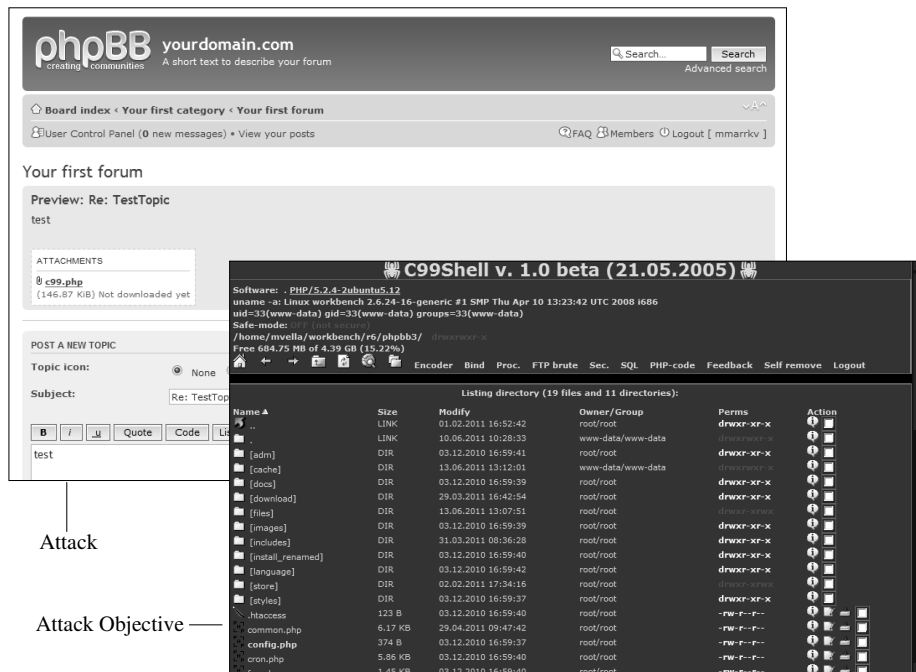 phpBB
creating communities
yourdomain.com
A short text to describe your forum
Search... Search
Advanced search
Board index ‹ Your first category ‹ Your first forum
User Control Panel (0 new messages) • View your posts
FAQ Members Logout [ mmarrkv ]
Your first forum
Preview: Re: TestTopic
test
ATTACHMENTS
c99.php
(146.87 KiB) Not downloaded yet
POST A NEW TOPIC
Topic icon: None
Subject: Re: TestTop
B i u Quote Code Lis
test
Attack
Attack Objective
C99Shell v. 1.0 beta (21.05.2005)
Software: . PHP/5.2.4-2ubuntu5.12
uname -a: Linux workbench 2.6.24-16-generic #1 SMP Thu Apr 10 13:23:42 UTC 2008 i686
uid=33(www-data) gid=33(www-data) groups=33(www-data)
Safe-mode: OFF (not secure)
/home/mvella/workbench/r6/phpbb3/ drwxrwxr-x
Free 684.75 MB of 4.39 GB (15.22%)
Encoder Bind Proc. FTP brute Sec. SQL PHP-code Feedback Self remove Logout
Listing directory (19 files and 11 directories):
Name Size Modify Owner/Group Perms Action
.. LINK 01.02.2011 16:52:42 root/root drwxr-xr-x
. LINK 10.06.2011 10:28:33 www-data/www-data drwxrwxr-x
[adm] DIR 03.12.2010 16:59:41 root/root drwxr-xr-x
[cache] DIR 13.06.2011 13:12:01 www-data/www-data drwxrwxr-x
[docs] DIR 03.12.2010 16:59:39 root/root drwxr-xr-x
[download] DIR 29.03.2011 16:42:54 root/root drwxr-xr-x
[files] DIR 13.06.2011 13:07:51 root/root drwxr-xrwx
[images] DIR 03.12.2010 16:59:39 root/root drwxr-xr-x
[includes] DIR 31.03.2011 08:36:28 root/root drwxr-xr-x
[install_renamed] DIR 03.12.2010 16:59:40 root/root drwxr-xr-x
[language] DIR 03.12.2010 16:59:42 root/root drwxr-xr-x
[store] DIR 02.02.2011 17:34:16 root/root drwxr-xrwx
[styles] DIR 03.12.2010 16:59:37 root/root drwxr-xr-x
.htaccess 123 B 03.12.2010 16:59:40 root/root -rw-r--r--
common.php 6.17 KB 29.04.2011 09:47:42 root/root -rw-r--r--
config.php 374 B 03.12.2010 16:59:37 root/root -rw-r--r--
cron.php 5.86 KB 03.12.2010 16:59:40 root/root -rw-r--r--
1.45 KB 03.12.2010 16:59:40 root/root -rw-r--r--